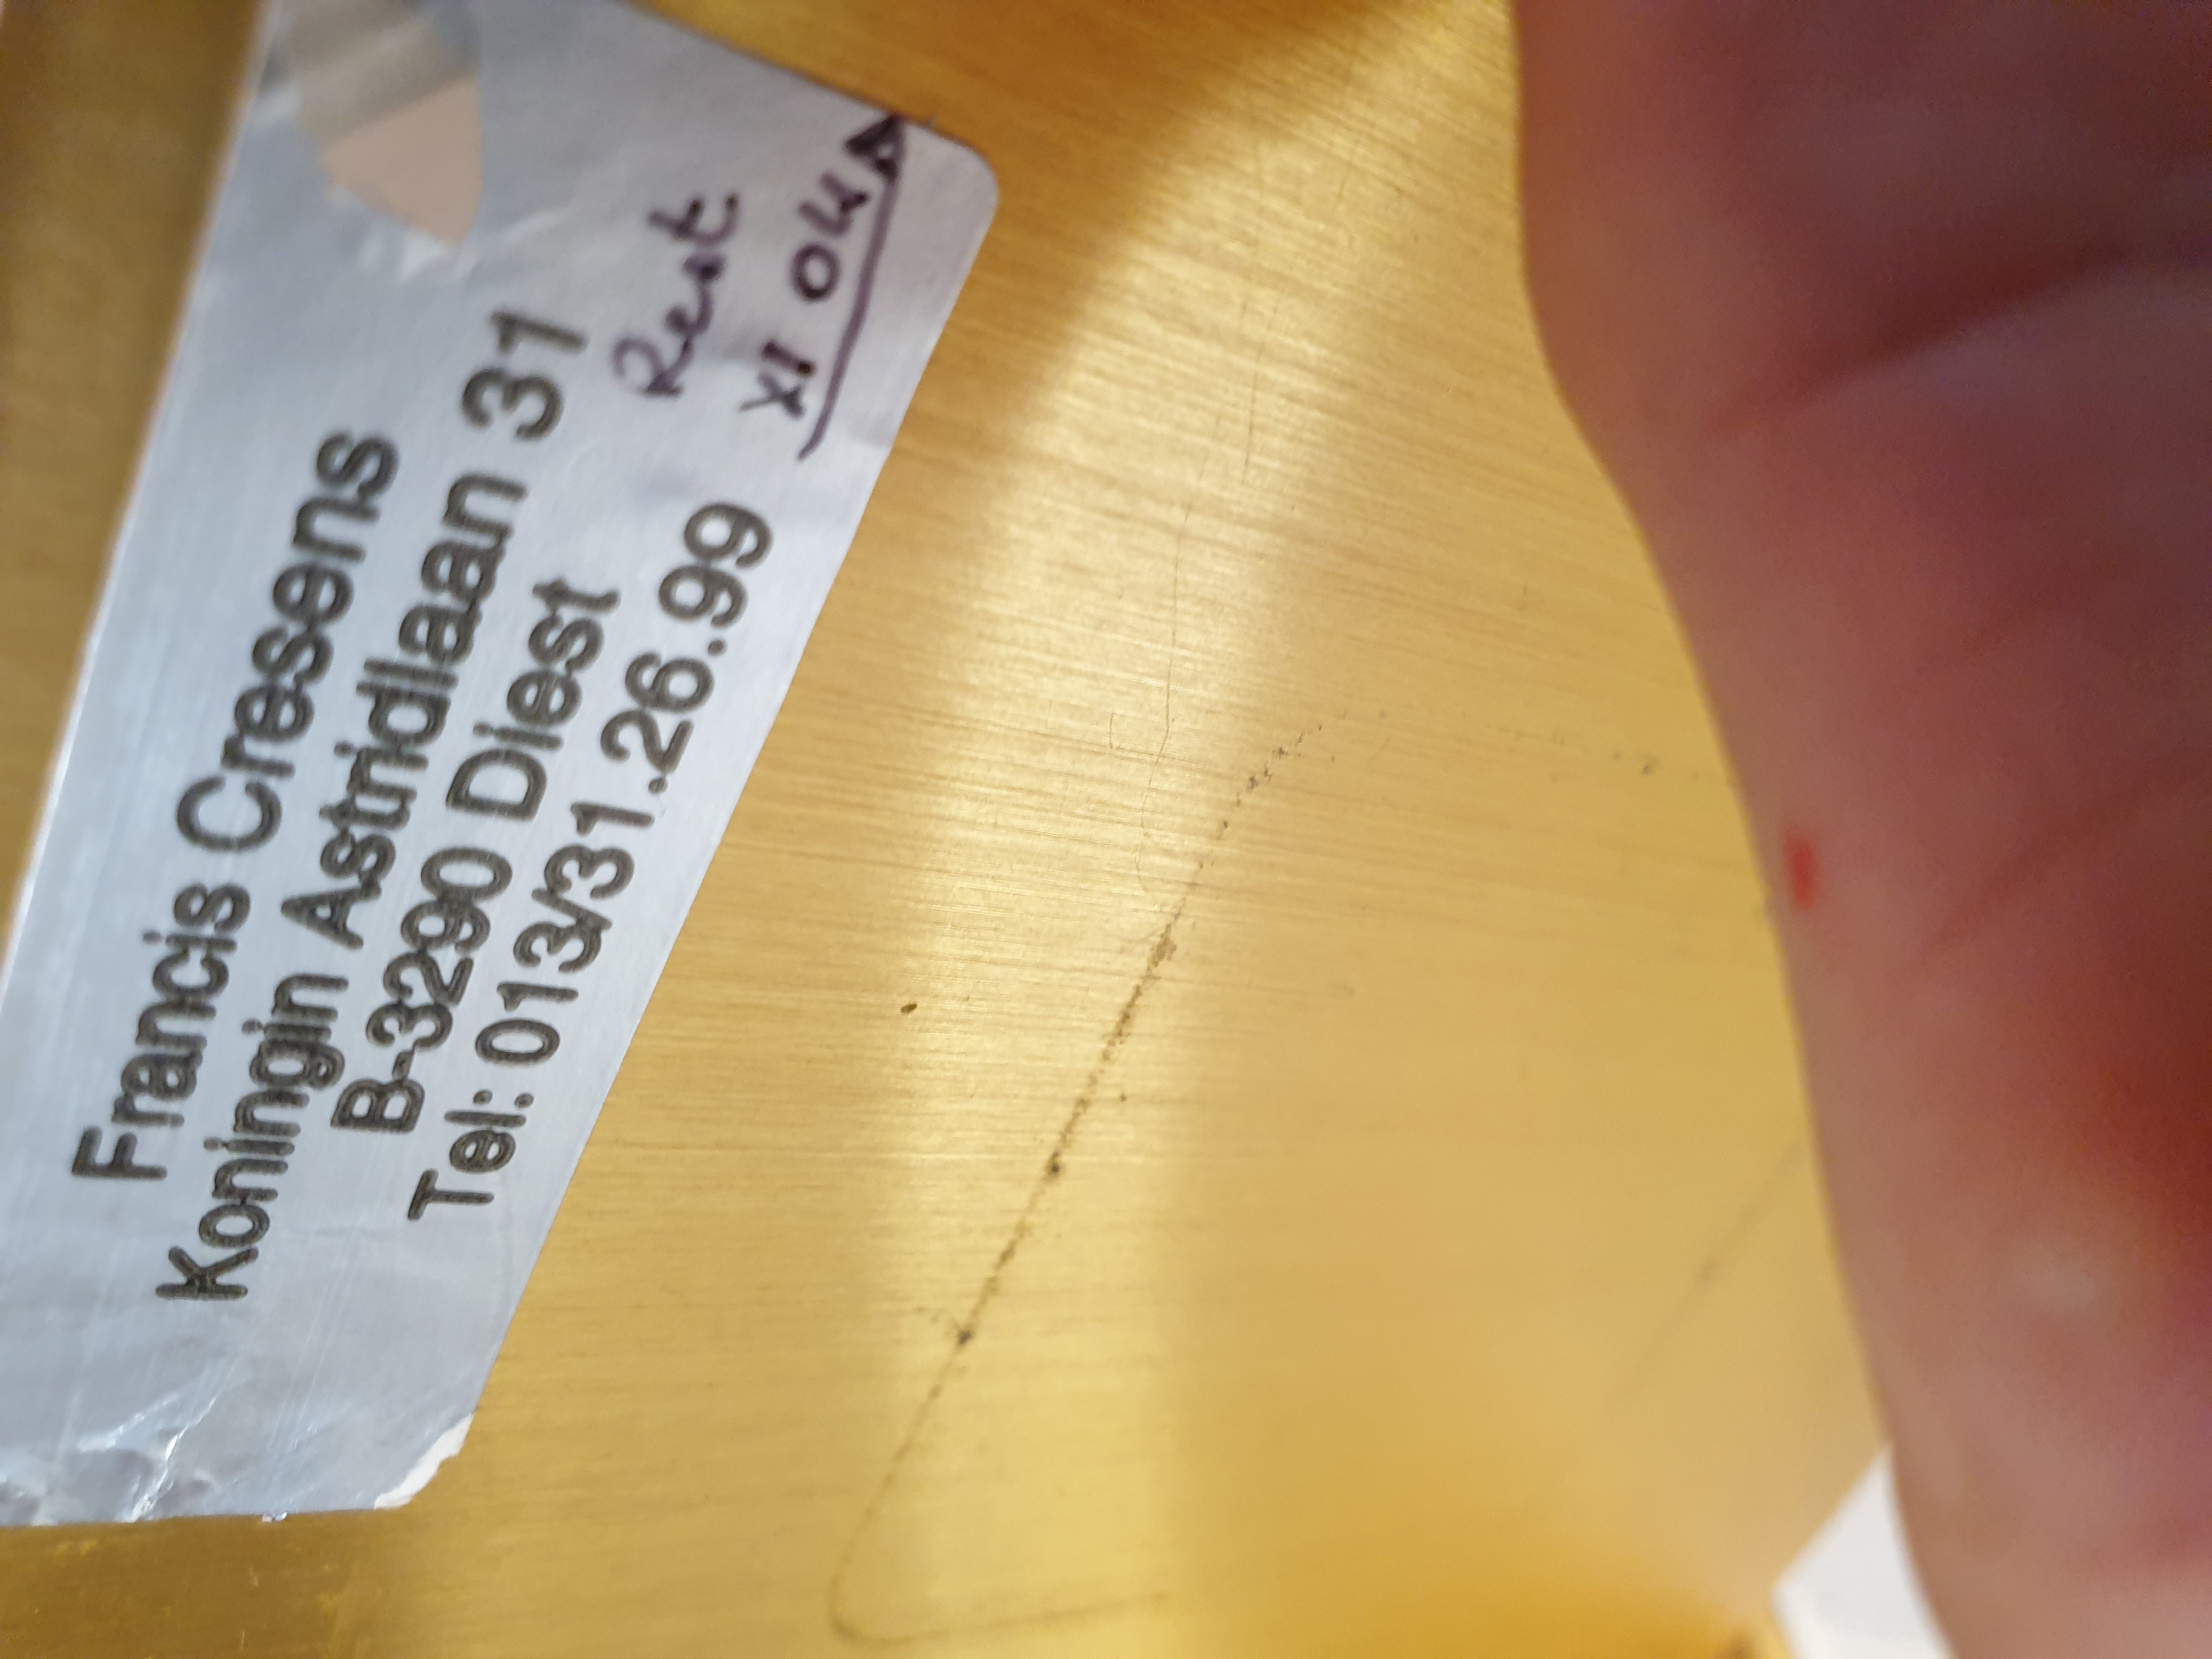 Francis Cresens
Koningin Astridlaan 31
B-3290 Diest
Tel: 013/31.26.99
Rest
XI 04